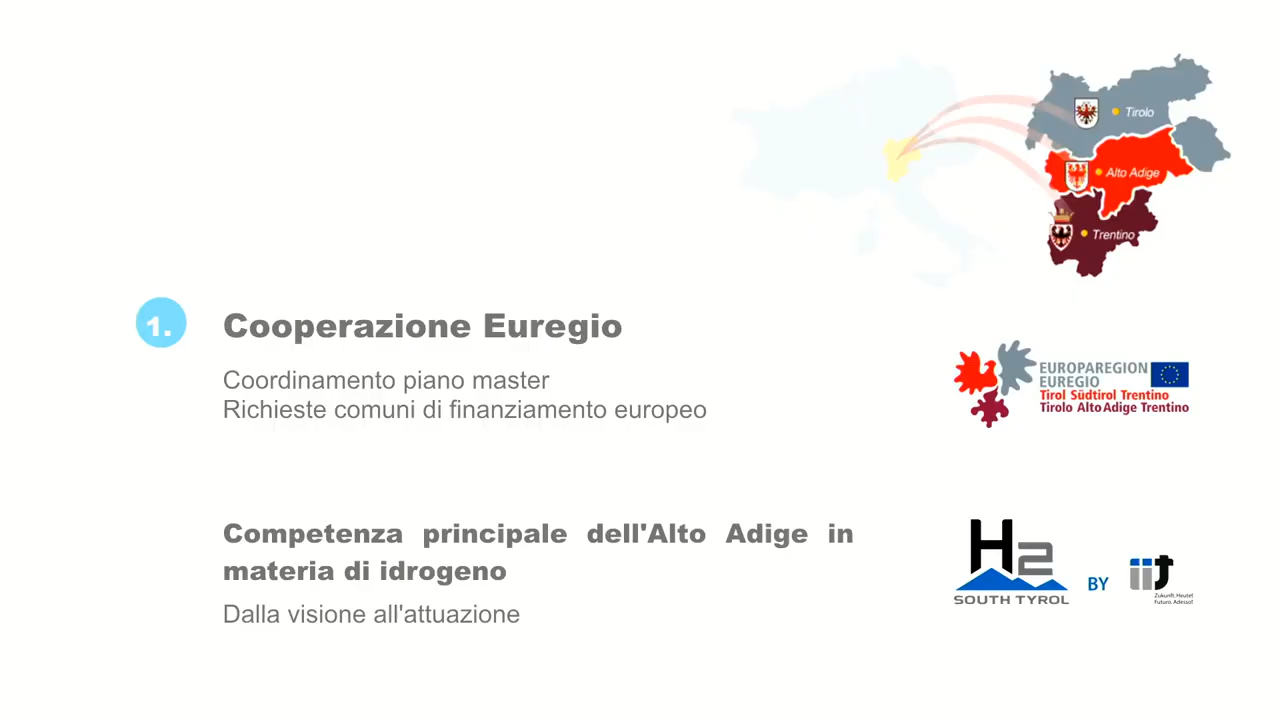 Tirolo
Alto Adige
Trentino
1.
Cooperazione Euregio
Coordinamento piano master
Richieste comuni di finanziamento europeo
EUROPAREGION
EUREGIO
Tirol Südtirol Trentino
Tirolo Alto Adige Trentino
Competenza principale dell'Alto Adige in
materia di idrogeno
Dalla visione all'attuazione
H2
SOUTH TYROL
BY
iit
Zukunft. Heute!
Futuro. Adesso!